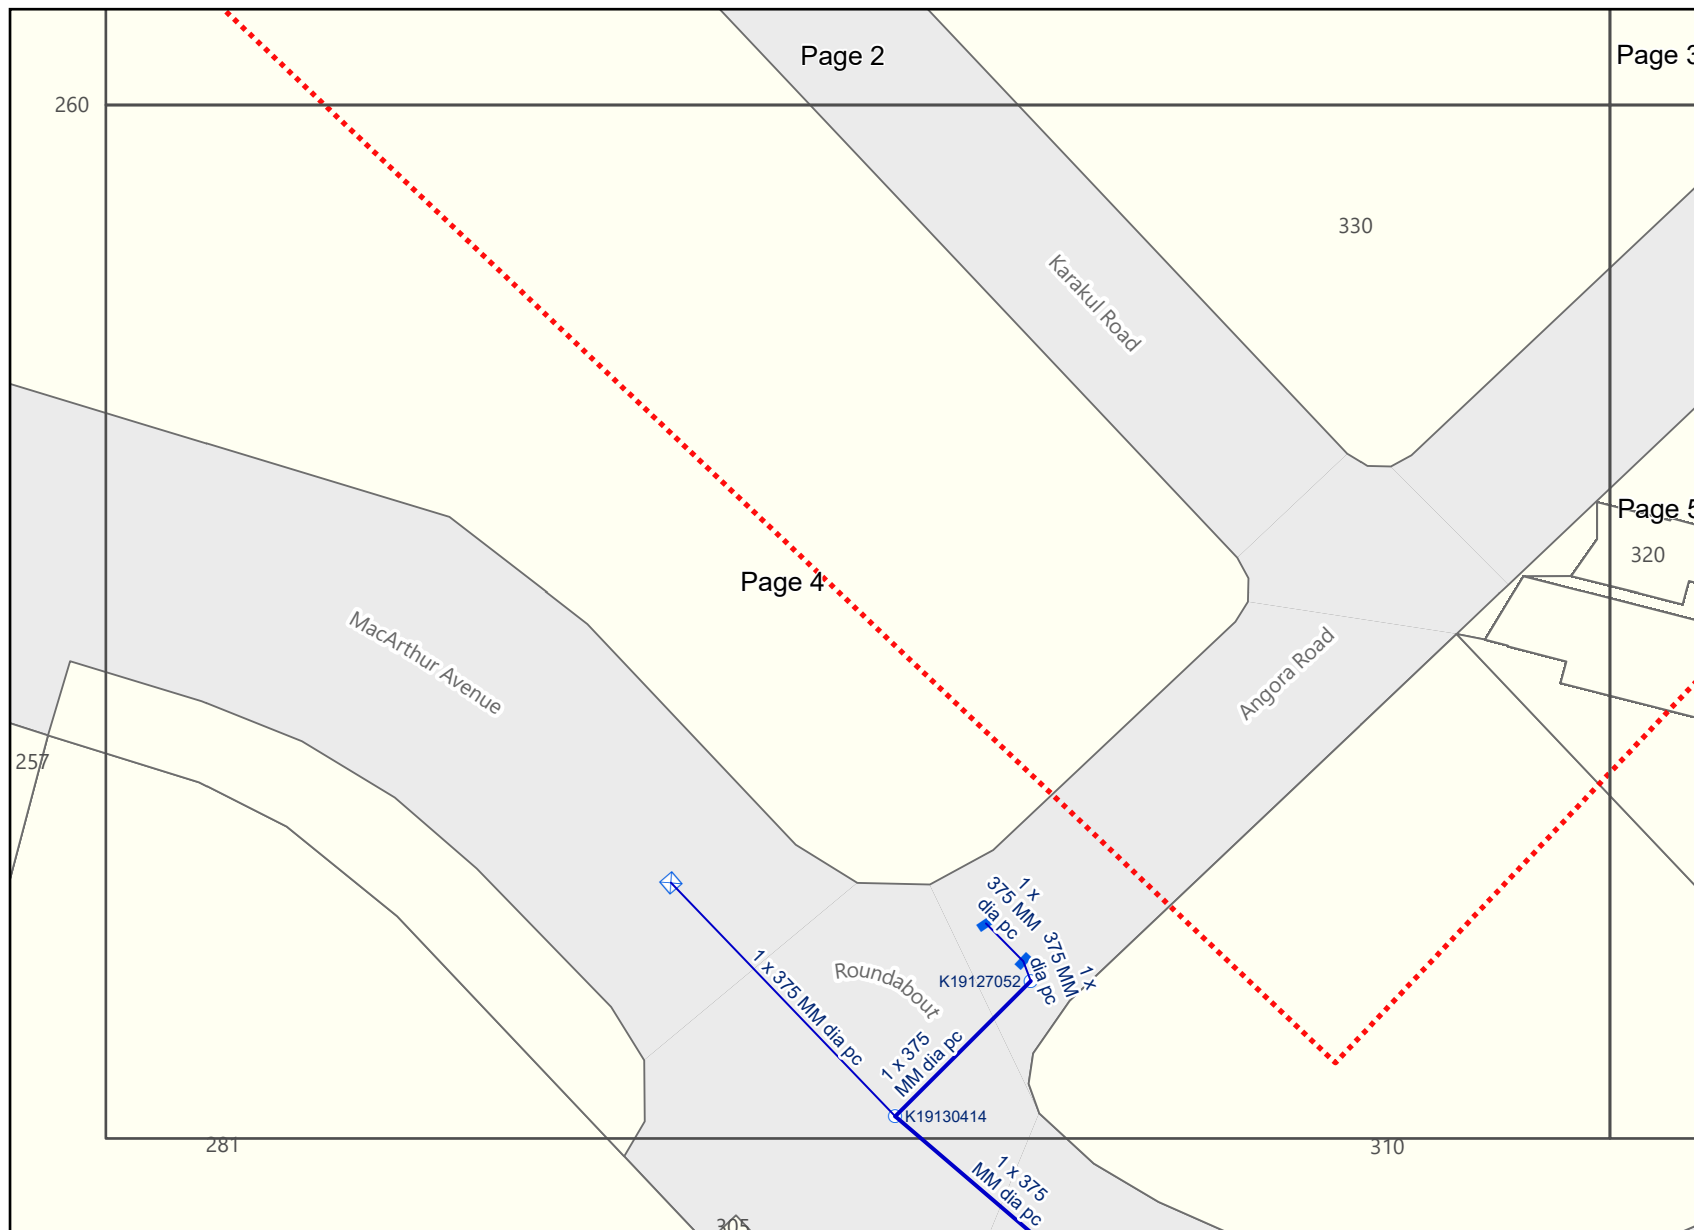 Page 2
Page 3
260
330
Karakul Road
Page 5
320
Page 4
MacArthur Avenue
Angora Road
257
1 x
375 MM
dia pc
1 x
375 MM
dia pc
K19127052
Roundabout
1 x 375 MM dia pc
1 x 375
MM dia pc
K19130414
281
310
1 x 375
MM dia pc
305